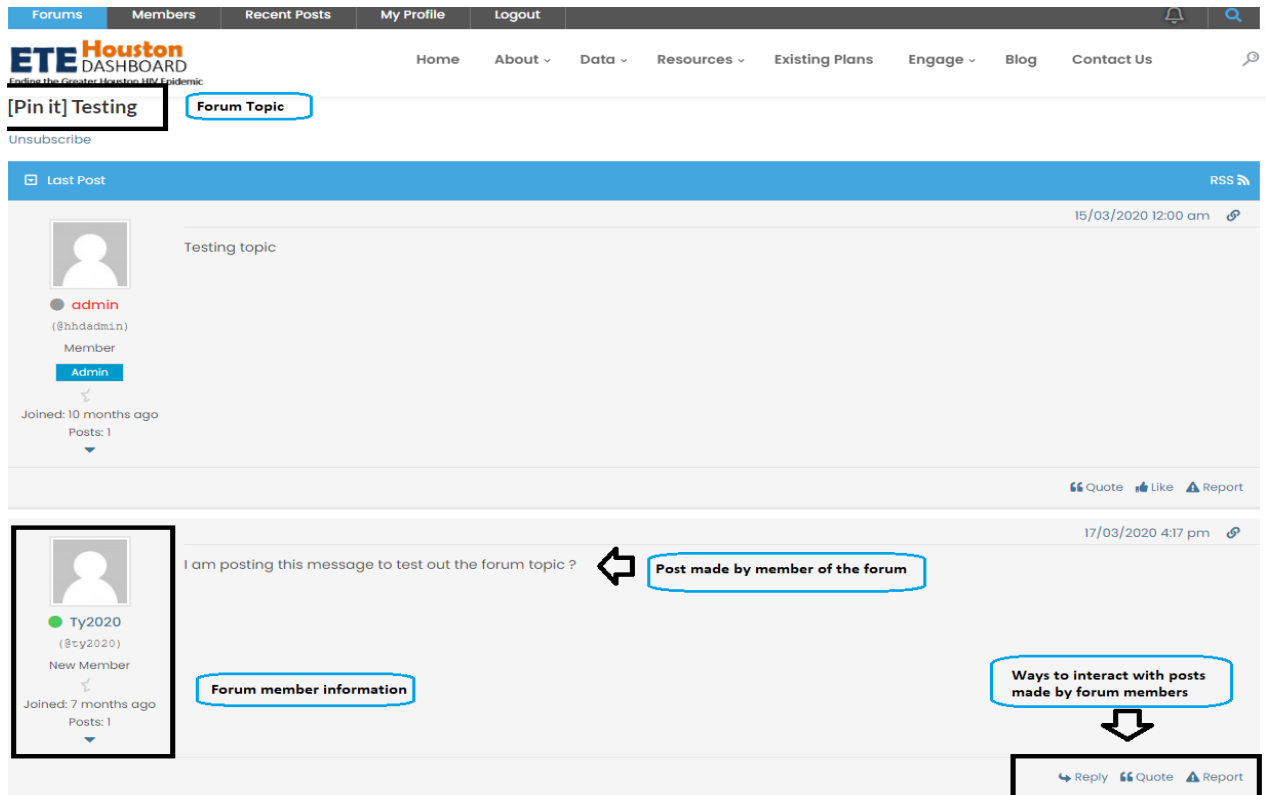 Forums Members Recent Posts My Profile Logout
ETE Houston
DASHBOARD
Ending the Greater Houston HIV Epidemic
Home About Data Resources Existing Plans Engage Blog Contact Us
[Pin it] Testing
Forum Topic
Unsubscribe
Last Post RSS
15/03/2020 12:00 am
Testing topic
admin
(@hhdadmin)
Member
Admin
Joined: 10 months ago
Posts: 1
Quote Like Report
17/03/2020 4:17 pm
I am posting this message to test out the forum topic ?
Post made by member of the forum
Ty2020
(@ty2020)
New Member
Joined: 7 months ago
Posts: 1
Forum member information
Ways to interact with posts
made by forum members
Reply Quote Report